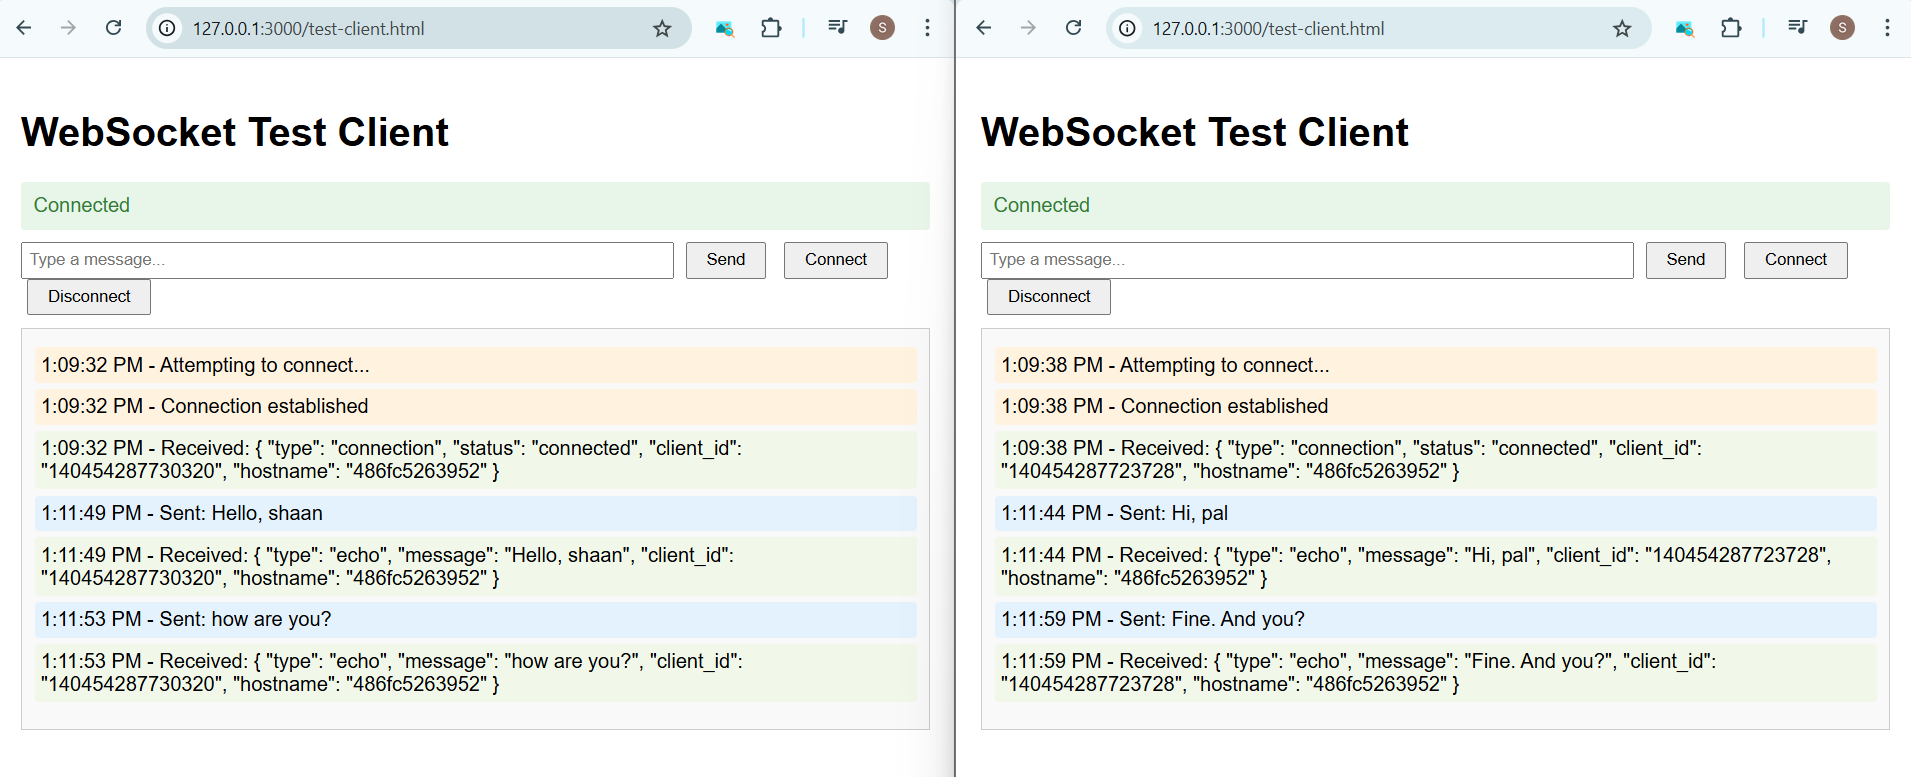 127.0.0.1:3000/test-client.html
S
WebSocket Test Client
Connected
Type a message...
Send
Connect
Disconnect
1:09:32 PM - Attempting to connect...
1:09:32 PM - Connection established
1:09:32 PM - Received: { "type": "connection", "status": "connected", "client_id":
"140454287730320", "hostname": "486fc5263952" }
1:11:49 PM - Sent: Hello, shaan
1:11:49 PM - Received: { "type": "echo", "message": "Hello, shaan", "client_id":
"140454287730320", "hostname": "486fc5263952" }
1:11:53 PM - Sent: how are you?
1:11:53 PM - Received: { "type": "echo", "message": "how are you?", "client_id":
"140454287730320", "hostname": "486fc5263952" }
127.0.0.1:3000/test-client.html
S
WebSocket Test Client
Connected
Type a message...
Send
Connect
Disconnect
1:09:38 PM - Attempting to connect...
1:09:38 PM - Connection established
1:09:38 PM - Received: { "type": "connection", "status": "connected", "client_id":
"140454287723728", "hostname": "486fc5263952" }
1:11:44 PM - Sent: Hi, pal
1:11:44 PM - Received: { "type": "echo", "message": "Hi, pal", "client_id": "140454287723728",
"hostname": "486fc5263952" }
1:11:59 PM - Sent: Fine. And you?
1:11:59 PM - Received: { "type": "echo", "message": "Fine. And you?", "client_id":
"140454287723728", "hostname": "486fc5263952" }